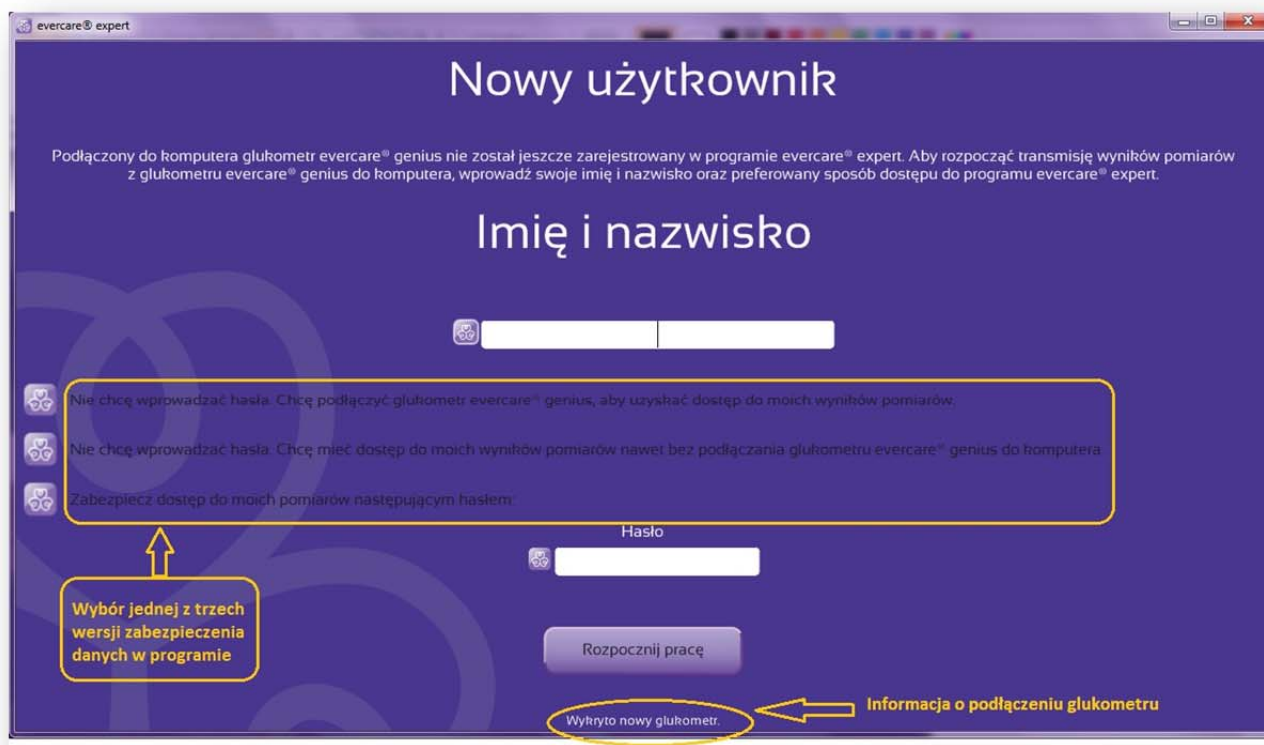 evercare® expert
Nowy użytkownik
Podłączony do komputera glukometr evercare® genius nie został jeszcze zarejestrowany w programie evercare® expert. Aby rozpocząć transmisję wyników pomiarów
z glukometru evercare® genius do komputera, wprowadź swoje imię i nazwisko oraz preferowany sposób dostępu do programu evercare® expert.
Imię i nazwisko
Nie chcę wprowadzać hasła. Chcę podłączyć glukometr evercare® genius, aby uzyskać dostęp do moich wyników pomiarów.
Nie chcę wprowadzać hasła. Chcę mieć dostęp do moich wyników pomiarów nawet bez podłączania glukometru evercare® genius do komputera.
Zabezpiecz dostęp do moich pomiarów następującym hasłem:
Hasło
Wybór jednej z trzech
wersji zabezpieczenia
danych w programie
Rozpocznij pracę
Informacja o podłączeniu glukometru
Wykryto nowy glukometr.